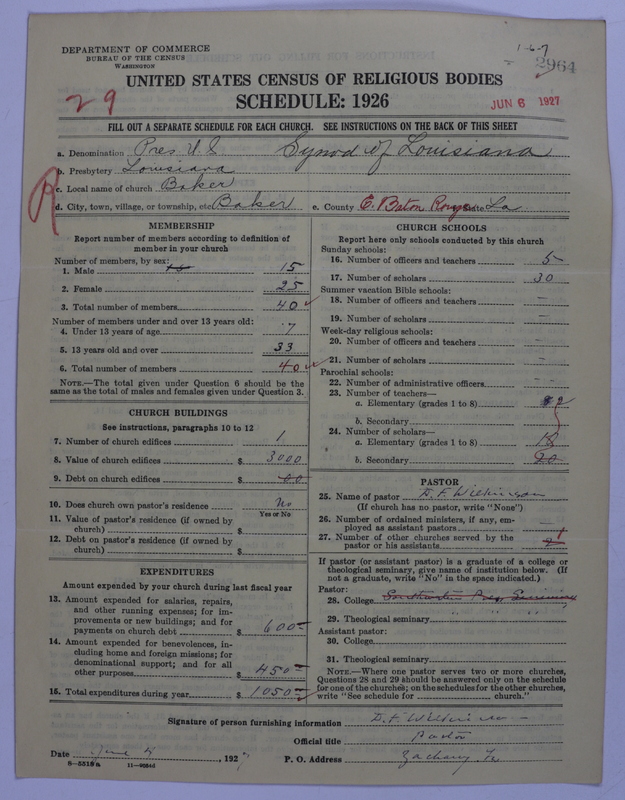 DEPARTMENT OF COMMERCE
BUREAU OF THE CENSUS
WASHINGTON
1-6-7
2964
UNITED STATES CENSUS OF RELIGIOUS BODIES
SCHEDULE: 1926
29
JUN 6 1927
FILL OUT A SEPARATE SCHEDULE FOR EACH CHURCH. SEE INSTRUCTIONS ON THE BACK OF THIS SHEET
a. Denomination Pres U.S Synod of Louisiana
b. Presbytery Louisiana
R
c. Local name of church Baker
d. City, town, village, or township, etc Baker e. County E. Baton Rouge State La
MEMBERSHIP
Report number of members according to definition of
member in your church
Number of members, by sex:
1. Male 15
2. Female 25
3. Total number of members 40
Number of members under and over 13 years old:
4. Under 13 years of age 7
5. 13 years old and over 33
6. Total number of members 40
NOTE.—The total given under Question 6 should be the
same as the total of males and females given under Question 3.
CHURCH BUILDINGS
See instructions, paragraphs 10 to 12
7. Number of church edifices 1
8. Value of church edifices $ 3000
9. Debt on church edifices $ 00
10. Does church own pastor's residence No
Yes or No
11. Value of pastor's residence (if owned by
church) $
12. Debt on pastor's residence (if owned by
church) $
EXPENDITURES
Amount expended by your church during last fiscal year
13. Amount expended for salaries, repairs,
and other running expenses; for im-
provements or new buildings; and for
payments on church debt $ 600
14. Amount expended for benevolences, in-
cluding home and foreign missions; for
denominational support; and for all
other purposes $ 450
15. Total expenditures during year $ 1050
CHURCH SCHOOLS
Report here only schools conducted by this church
Sunday schools:
16. Number of officers and teachers 5
17. Number of scholars 30
Summer vacation Bible schools:
18. Number of officers and teachers —
19. Number of scholars —
Week-day religious schools:
20. Number of officers and teachers - -
21. Number of scholars —
Parochial schools:
22. Number of administrative officers - -
23. Number of teachers—
a. Elementary (grades 1 to 8) 2
b. Secondary
24. Number of scholars—
a. Elementary (grades 1 to 8) 18
b. Secondary 20
PASTOR
25. Name of pastor D. F. Wilkinson
(If church has no pastor, write "None")
26. Number of ordained ministers, if any, em-
ployed as assistant pastors
27. Number of other churches served by the
pastor or his assistants 1
If pastor (or assistant pastor) is a graduate of a college or
theological seminary, give name of institution below. (If
not a graduate, write "No" in the space indicated.)
Pastor:
28. College Southwestern Pres. Seminary
29. Theological seminary " " "
Assistant pastor:
30. College
31. Theological seminary
NOTE.—Where one pastor serves two or more churches,
Questions 28 and 29 should be answered only on the schedule
for one of the churches; on the schedules for the other churches,
write "See schedule for church."
Signature of person furnishing information D. F. Wilkinson
Official title Pastor
Date June , 1927 P. O. Address Zachary, La
8—5318a 11—9554d